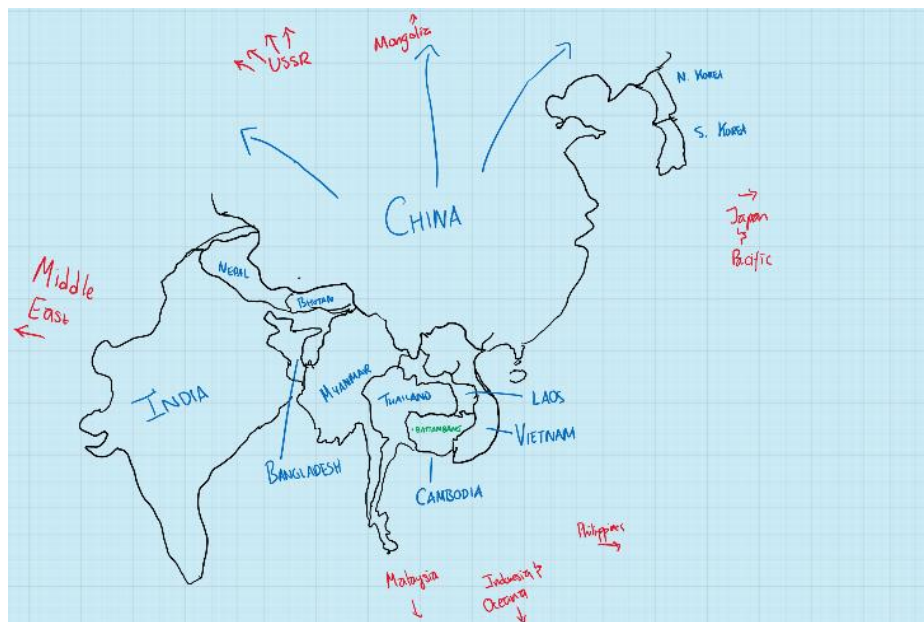 Mongolia
USSR
N. KOREA
S. KOREA
CHINA
Japan
&
Pacific
Middle
East
NEPAL
BHUTAN
MYANMAR
THAILAND
INDIA
LAOS
BATTAMBANG
VIETNAM
BANGLADESH
CAMBODIA
Philippines
Malaysia
Indonesia &
Oceana